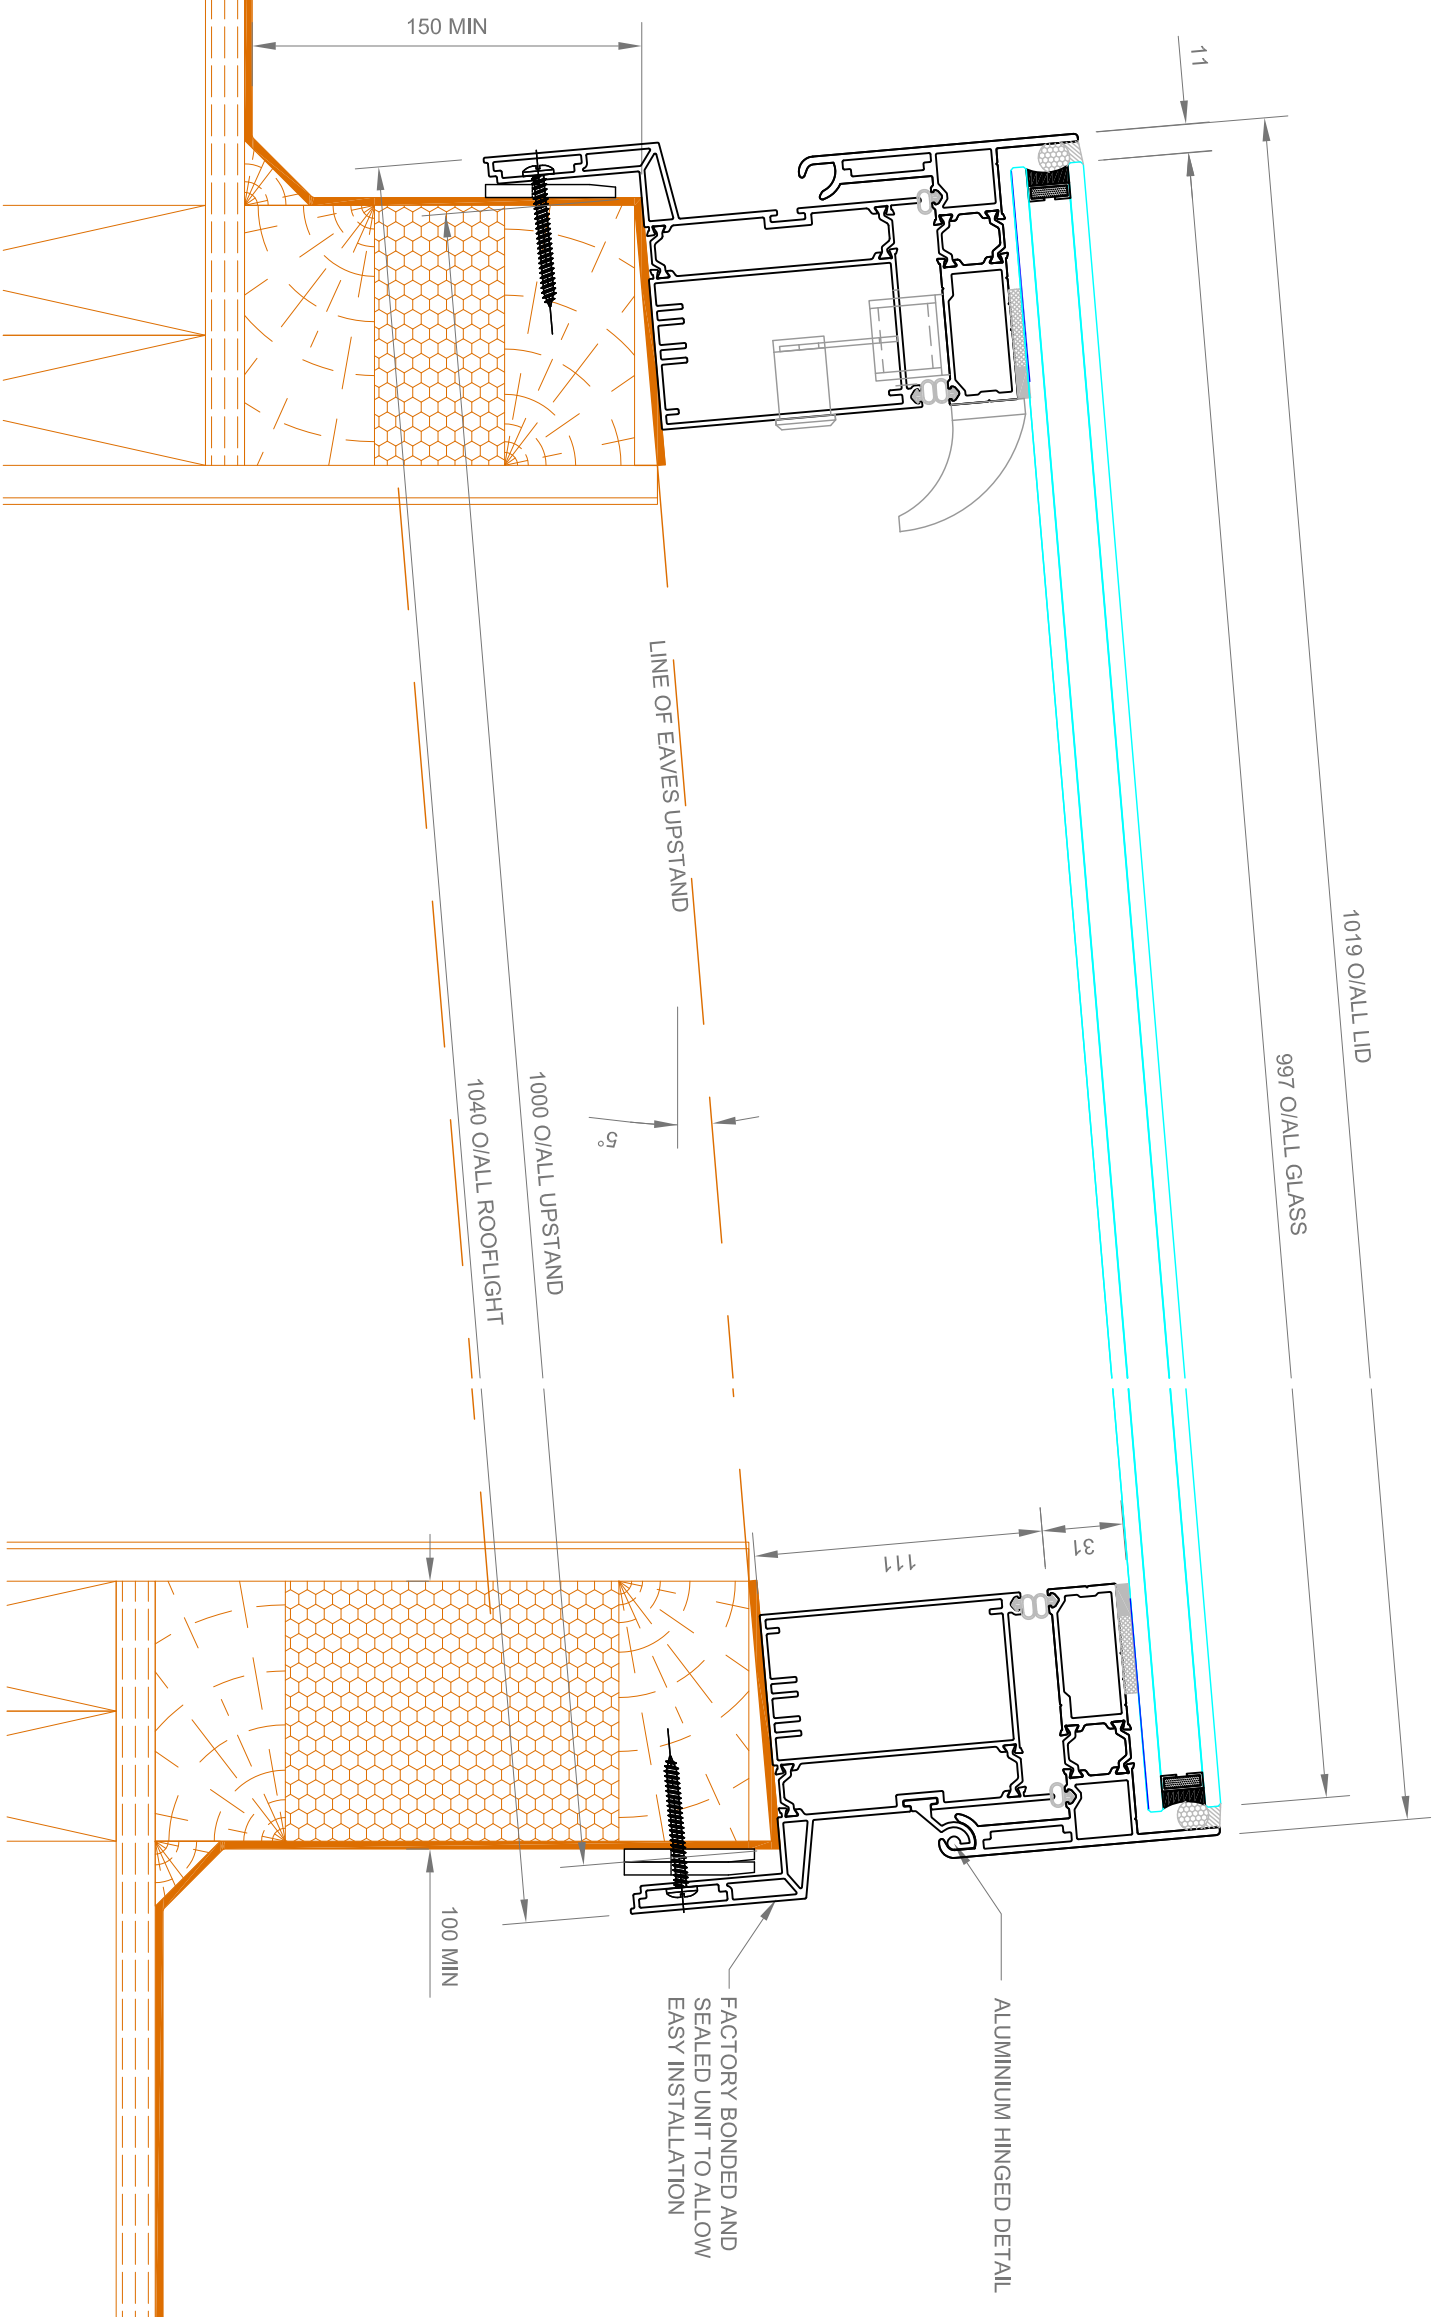 150 MIN
11
1019 O/ALL LID
997 O/ALL GLASS
LINE OF EAVES UPSTAND
5°
1000 O/ALL UPSTAND
1040 O/ALL ROOFLIGHT
111
31
100 MIN
FACTORY BONDED AND
SEALED UNIT TO ALLOW
EASY INSTALLATION
ALUMINIUM HINGED DETAIL